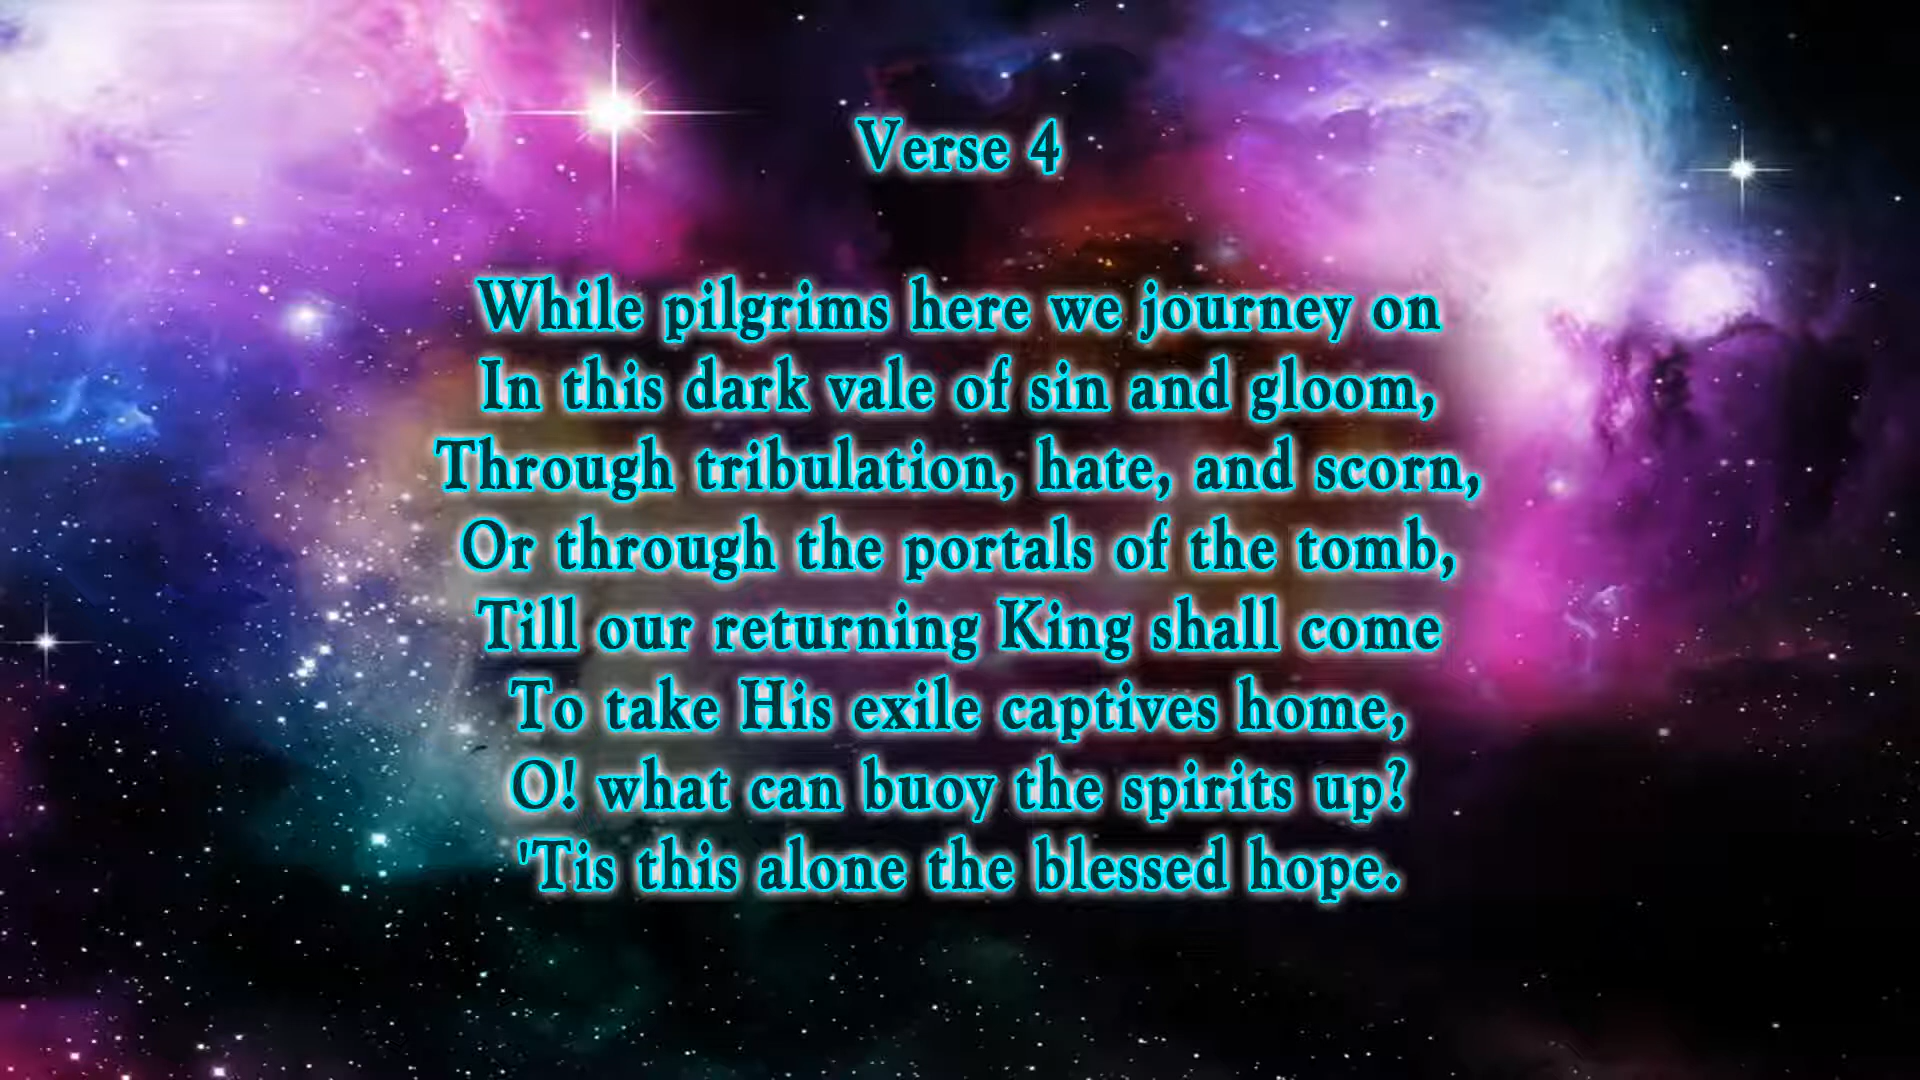 Verse 4
While pilgrims here we journey on
In this dark vale of sin and gloom,
Through tribulation, hate, and scorn,
Or through the portals of the tomb,
Till our returning King shall come
To take His exile captives home,
O! what can buoy the spirits up?
'Tis this alone the blessed hope.